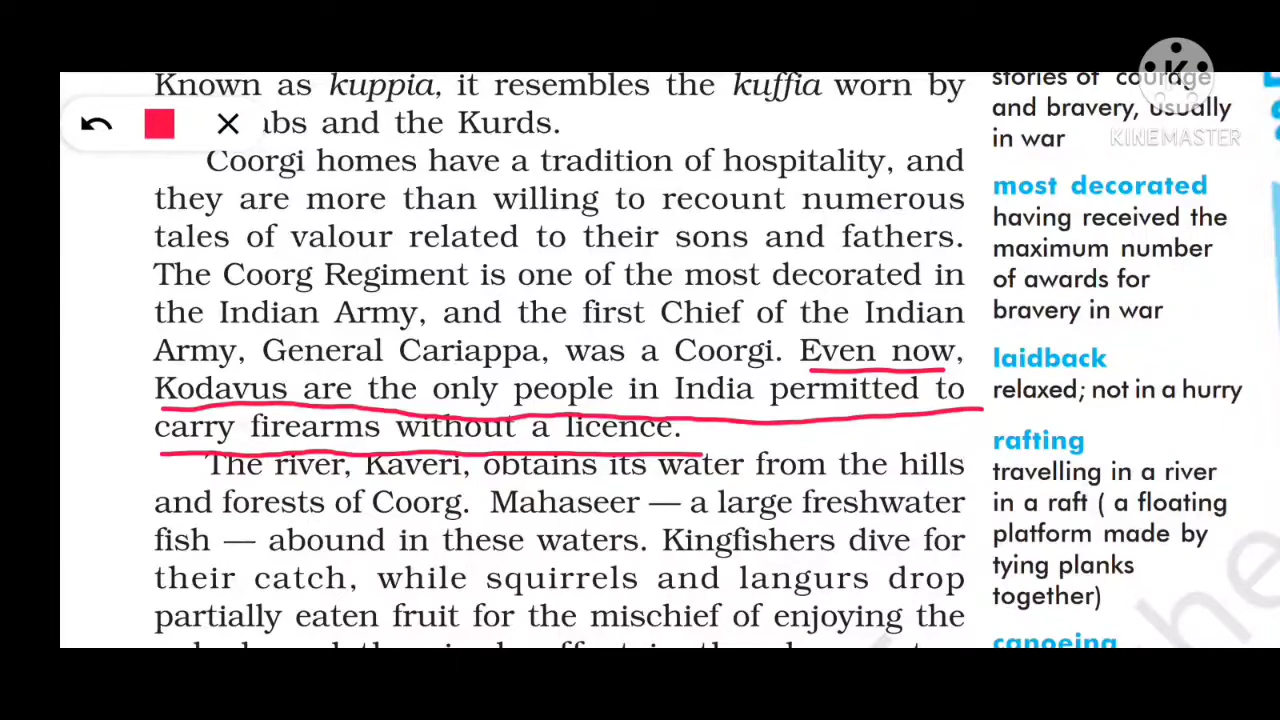 Known as kuppia, it resembles the kuffia worn by
abs and the Kurds.
Coorgi homes have a tradition of hospitality, and
they are more than willing to recount numerous
tales of valour related to their sons and fathers.
The Coorg Regiment is one of the most decorated in
the Indian Army, and the first Chief of the Indian
Army, General Cariappa, was a Coorgi. Even now,
Kodavus are the only people in India permitted to
carry firearms without a licence.
The river, Kaveri, obtains its water from the hills
and forests of Coorg. Mahaseer — a large freshwater
fish — abound in these waters. Kingfishers dive for
their catch, while squirrels and langurs drop
partially eaten fruit for the mischief of enjoying the
stories of courage
and bravery, usually
in war
most decorated
having received the
maximum number
of awards for
bravery in war
laidback
relaxed; not in a hurry
rafting
travelling in a river
in a raft ( a floating
platform made by
tying planks
together)
canoeing
K
KINEMASTER
he